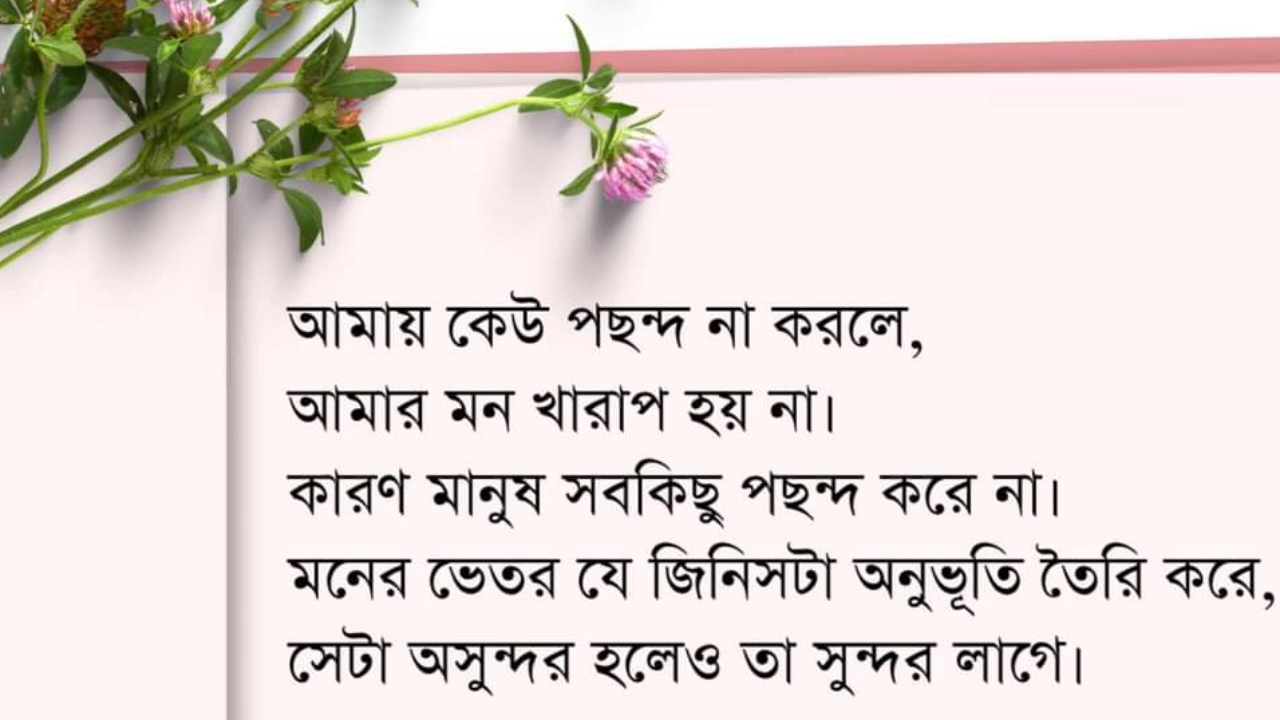 আমায় কেউ পছন্দ না করলে,
আমার মন খারাপ হয় না।
কারণ মানুষ সবকিছু পছন্দ করে না।
মনের ভেতর যে জিনিসটা অনুভূতি তৈরি করে,
সেটা অসুন্দর হলেও তা সুন্দর লাগে।